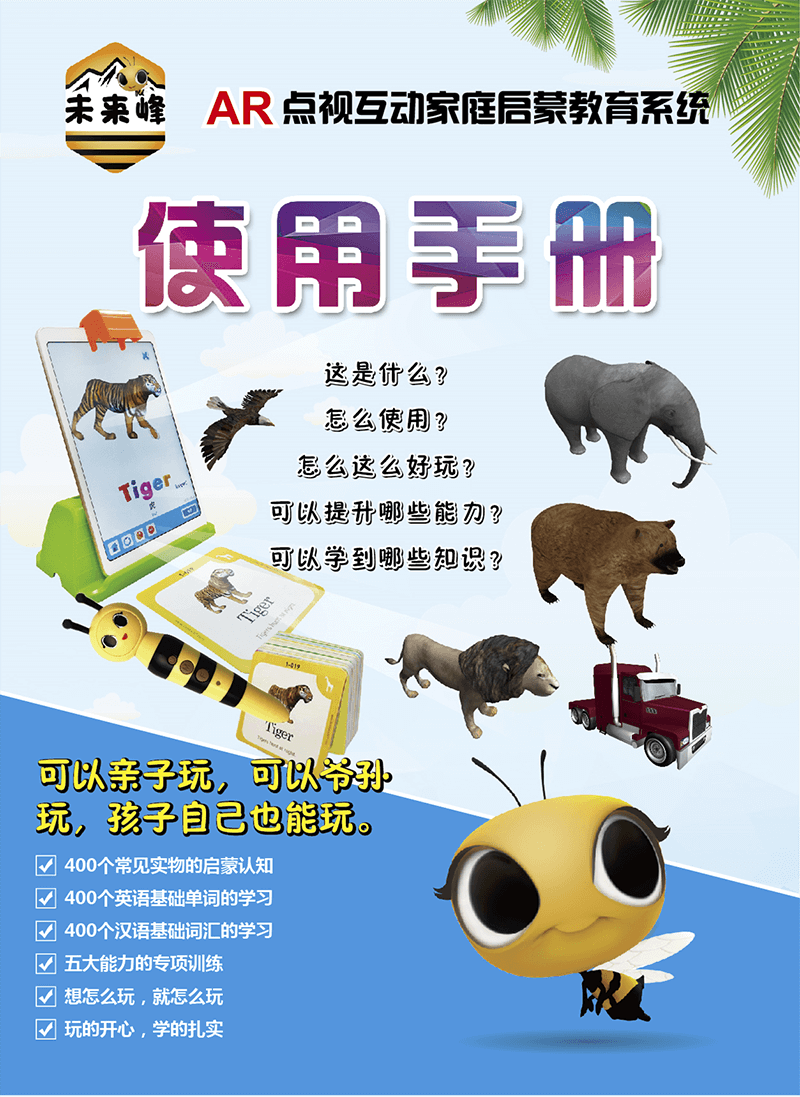 未来峰
AR点视互动家庭启蒙教育系统
使用手册
这是什么?
怎么使用?
怎么这么好玩?
可以提升哪些能力?
可以学到哪些知识?
Tiger
Tiger
1-019
Tiger
Tigers hunt at night.
可以亲子玩，可以爷孙
玩，孩子自己也能玩。
400个常见实物的启蒙认知
400个英语基础单词的学习
400个汉语基础词汇的学习
五大能力的专项训练
想怎么玩，就怎么玩
玩的开心，学的扎实